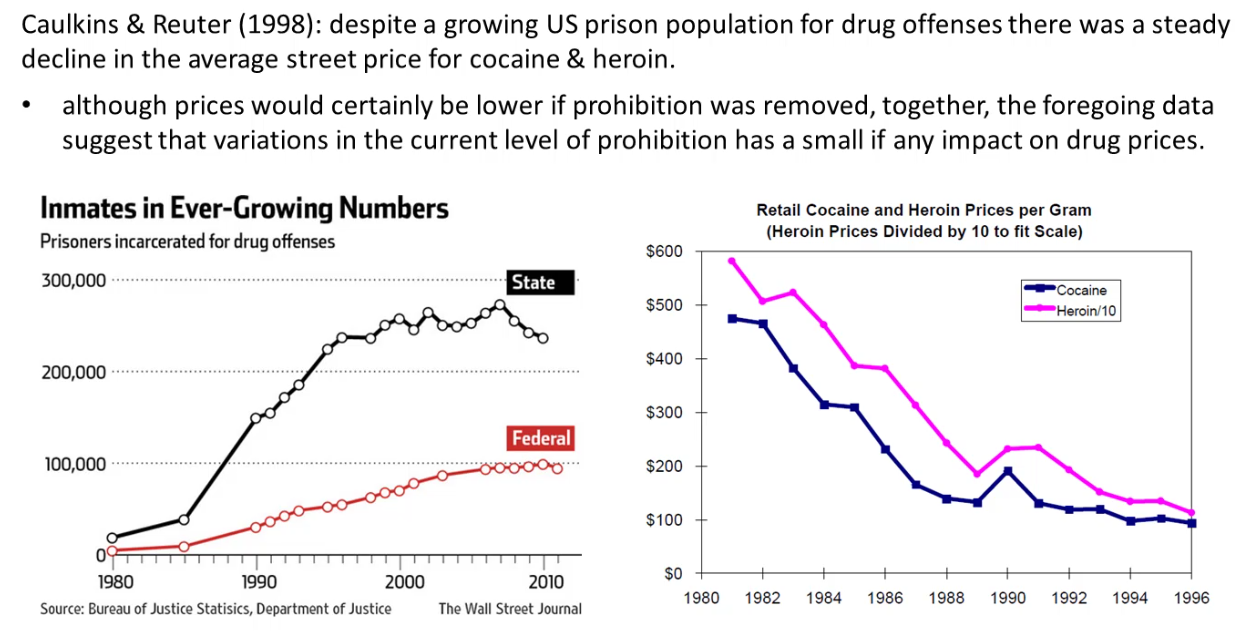 Caulkins & Reuter (1998): despite a growing US prison population for drug offenses there was a steady
decline in the average street price for cocaine & heroin.
• although prices would certainly be lower if prohibition was removed, together, the foregoing data
suggest that variations in the current level of prohibition has a small if any impact on drug prices.
Inmates in Ever-Growing Numbers
Prisoners incarcerated for drug offenses
300,000
State
200,000
Federal
100,000
0
1980 1990 2000 2010
Source: Bureau of Justice Statisics, Department of Justice The Wall Street Journal
Retail Cocaine and Heroin Prices per Gram
(Heroin Prices Divided by 10 to fit Scale)
$600
Cocaine
Heroin/10
$500
$400
$300
$200
$100
$0
1980 1982 1984 1986 1988 1990 1992 1994 1996